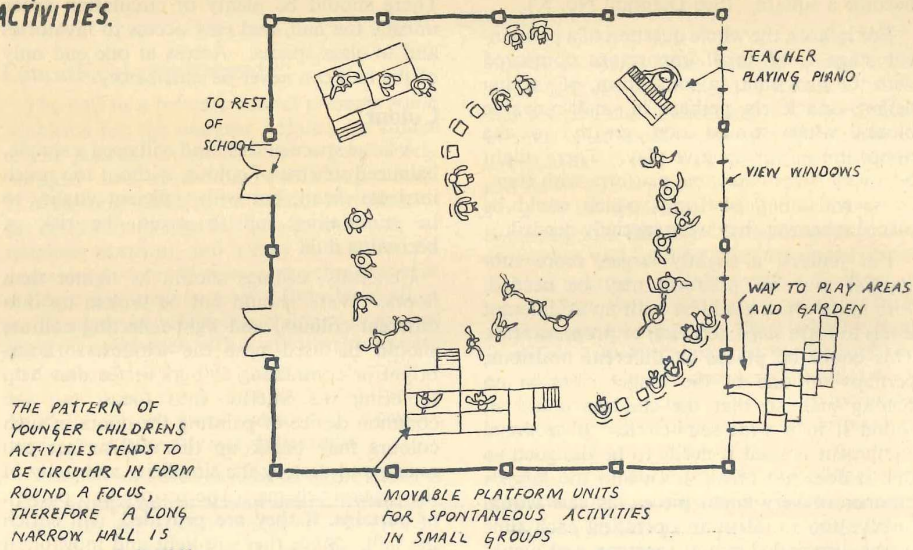 ACTIVITIES.
TO REST
OF
SCHOOL
TEACHER
PLAYING PIANO
VIEW WINDOWS
WAY TO PLAY AREAS
AND GARDEN
THE PATTERN OF
YOUNGER CHILDRENS
ACTIVITIES TENDS TO
BE CIRCULAR IN FORM
ROUND A FOCUS,
THEREFORE A LONG
NARROW HALL IS
MOVABLE PLATFORM UNITS
FOR SPONTANEOUS ACTIVITIES
IN SMALL GROUPS